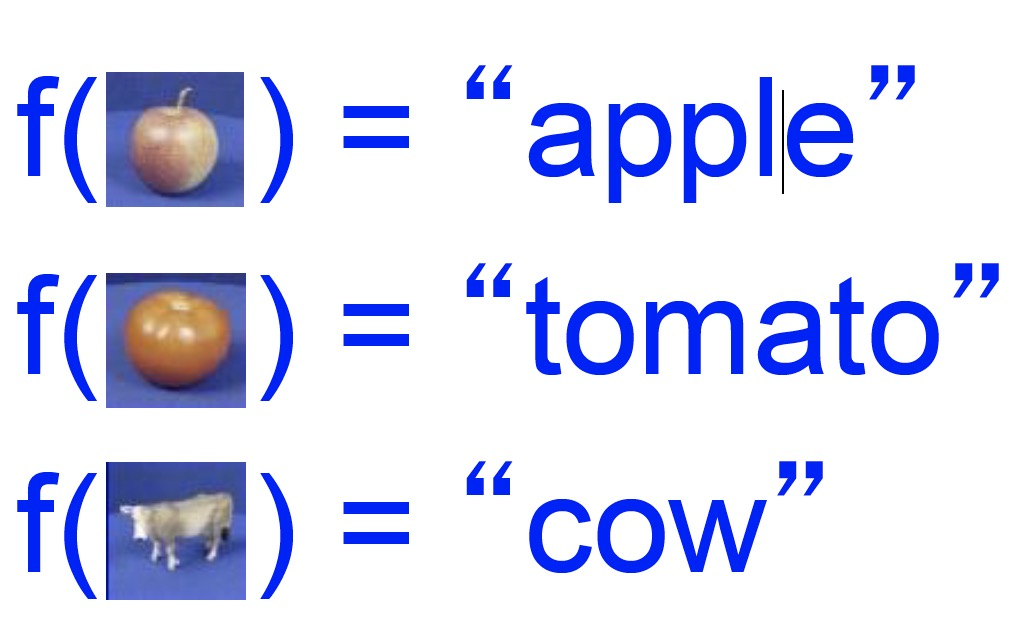 f( ) = “apple”
f( ) = “tomato”
f( ) = “cow”